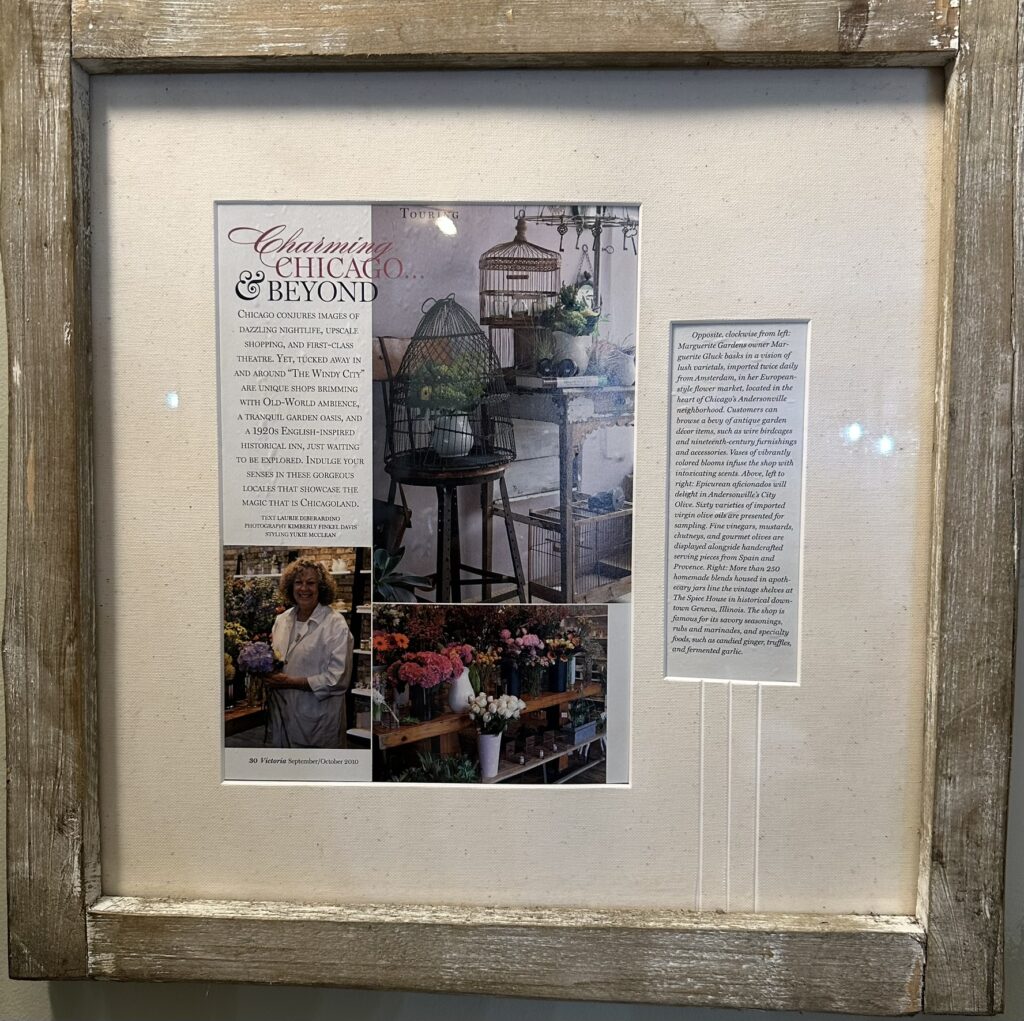 Touring
Charming
CHICAGO...
& BEYOND
Chicago conjures images of
dazzling nightlife, upscale
shopping, and first-class
theatre. Yet, tucked away in
and around “The Windy City”
are unique shops brimming
with Old-World ambience,
a tranquil garden oasis, and
a 1920s English-inspired
historical inn, just waiting
to be explored. Indulge your
senses in these gorgeous
locales that showcase the
magic that is Chicagoland.
TEXT LAURIE DIBERARDINO
PHOTOGRAPHY KIMBERLY FINKEL DAVIS
STYLING YUKIE MCCLEAN
30 Victoria September/October 2010
Opposite, clockwise from left:
Marguerite Gardens owner Mar-
guerite Gluck basks in a vision of
lush varietals, imported twice daily
from Amsterdam, in her European-
style flower market, located in the
heart of Chicago's Andersonville
neighborhood. Customers can
browse a bevy of antique garden
décor items, such as wire birdcages
and nineteenth-century furnishings
and accessories. Vases of vibrantly
colored blooms infuse the shop with
intoxicating scents. Above, left to
right: Epicurean aficionados will
delight in Andersonville's City
Olive. Sixty varieties of imported
virgin olive oils are presented for
sampling. Fine vinegars, mustards,
chutneys, and gourmet olives are
displayed alongside handcrafted
serving pieces from Spain and
Provence. Right: More than 250
homemade blends housed in apoth-
ecary jars line the vintage shelves at
The Spice House in historical down-
town Geneva, Illinois. The shop is
famous for its savory seasonings,
rubs and marinades, and specialty
foods, such as candied ginger, truffles,
and fermented garlic.